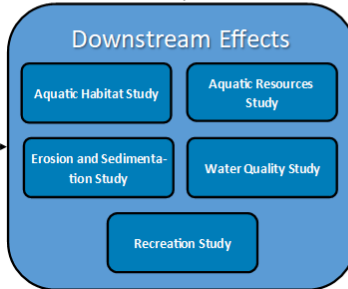 Downstream Effects
Aquatic Habitat Study
Aquatic Resources
Study
Erosion and Sedimenta-
tion Study
Water Quality Study
Recreation Study